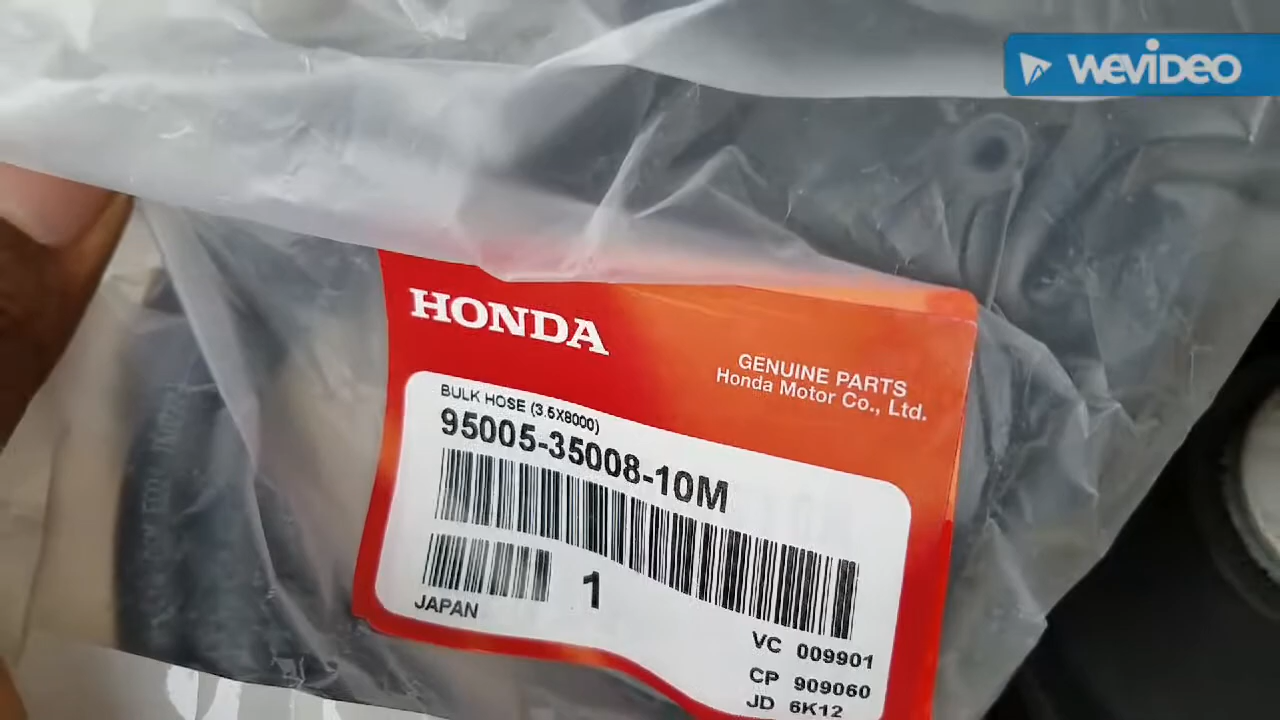 WEVIDEO
HONDA
GENUINE PARTS
Honda Motor Co., Ltd.
BULK HOSE (3.5X8000)
95005-35008-10M
1
JAPAN
VC 009901
CP 909060
JD 6K12